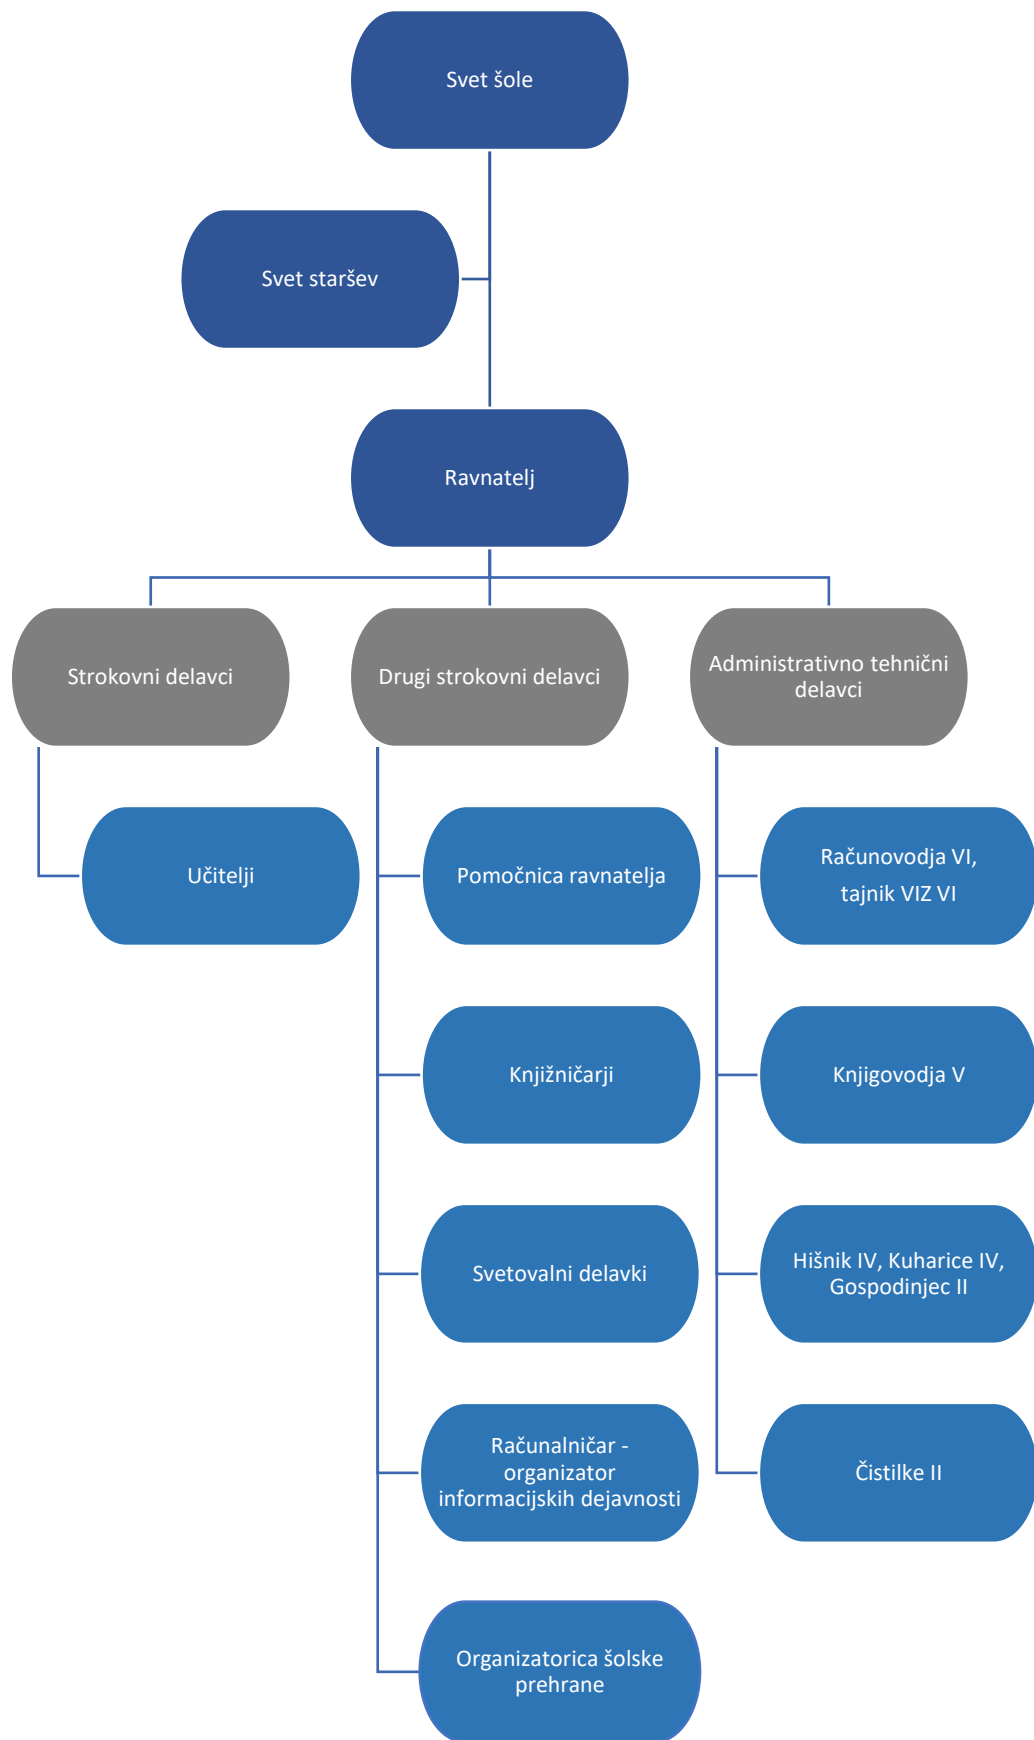 Svet šole
Svet staršev
Ravnatelj
Strokovni delavci
Drugi strokovni delavci
Administrativno tehnični
delavci
Učitelji
Pomočnica ravnatelja
Računovodja VI,
tajnik VIZ VI
Knjižničarji
Knjigovodja V
Svetovalni delavki
Hišnik IV, Kuharice IV,
Gospodinjec II
Računalničar -
organizator
informacijskih dejavnosti
Čistilke II
Organizatorica šolske
prehrane